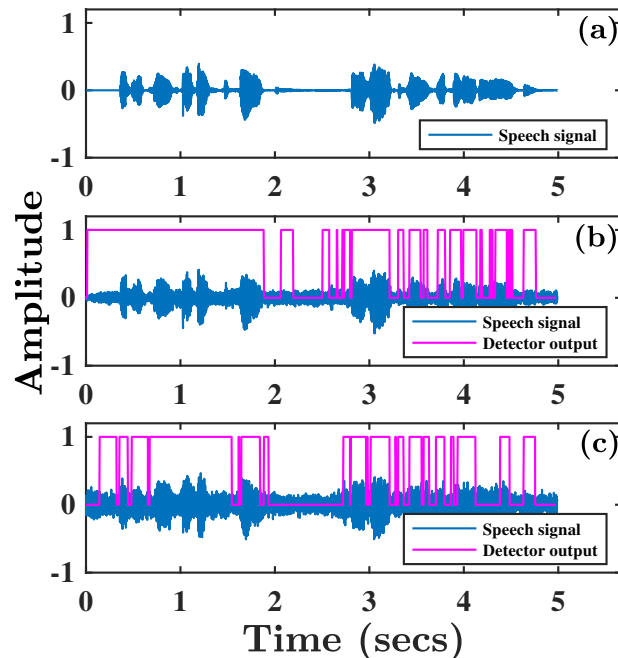 1
(a)
0
Speech signal
-1
0 1 2 3 4 5
1
(b)
0
Speech signal
Detector output
-1
0 1 2 3 4 5
1
(c)
0
Speech signal
Detector output
-1
0 1 2 3 4 5
Amplitude
Time (secs)